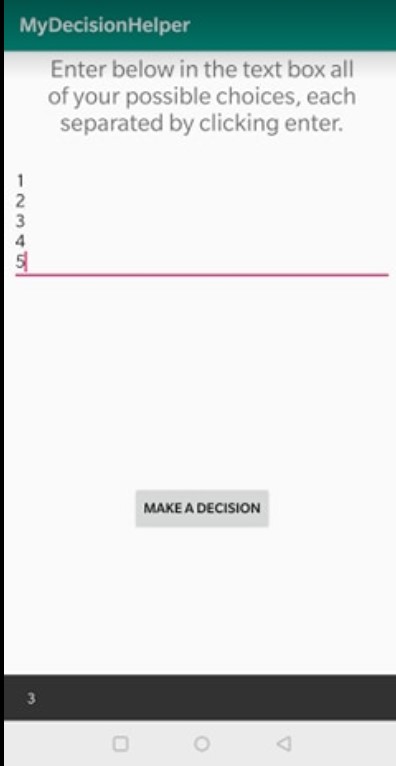 MyDecisionHelper
Enter below in the text box all
of your possible choices, each
separated by clicking enter.
1
2
3
4
5
MAKE A DECISION
3